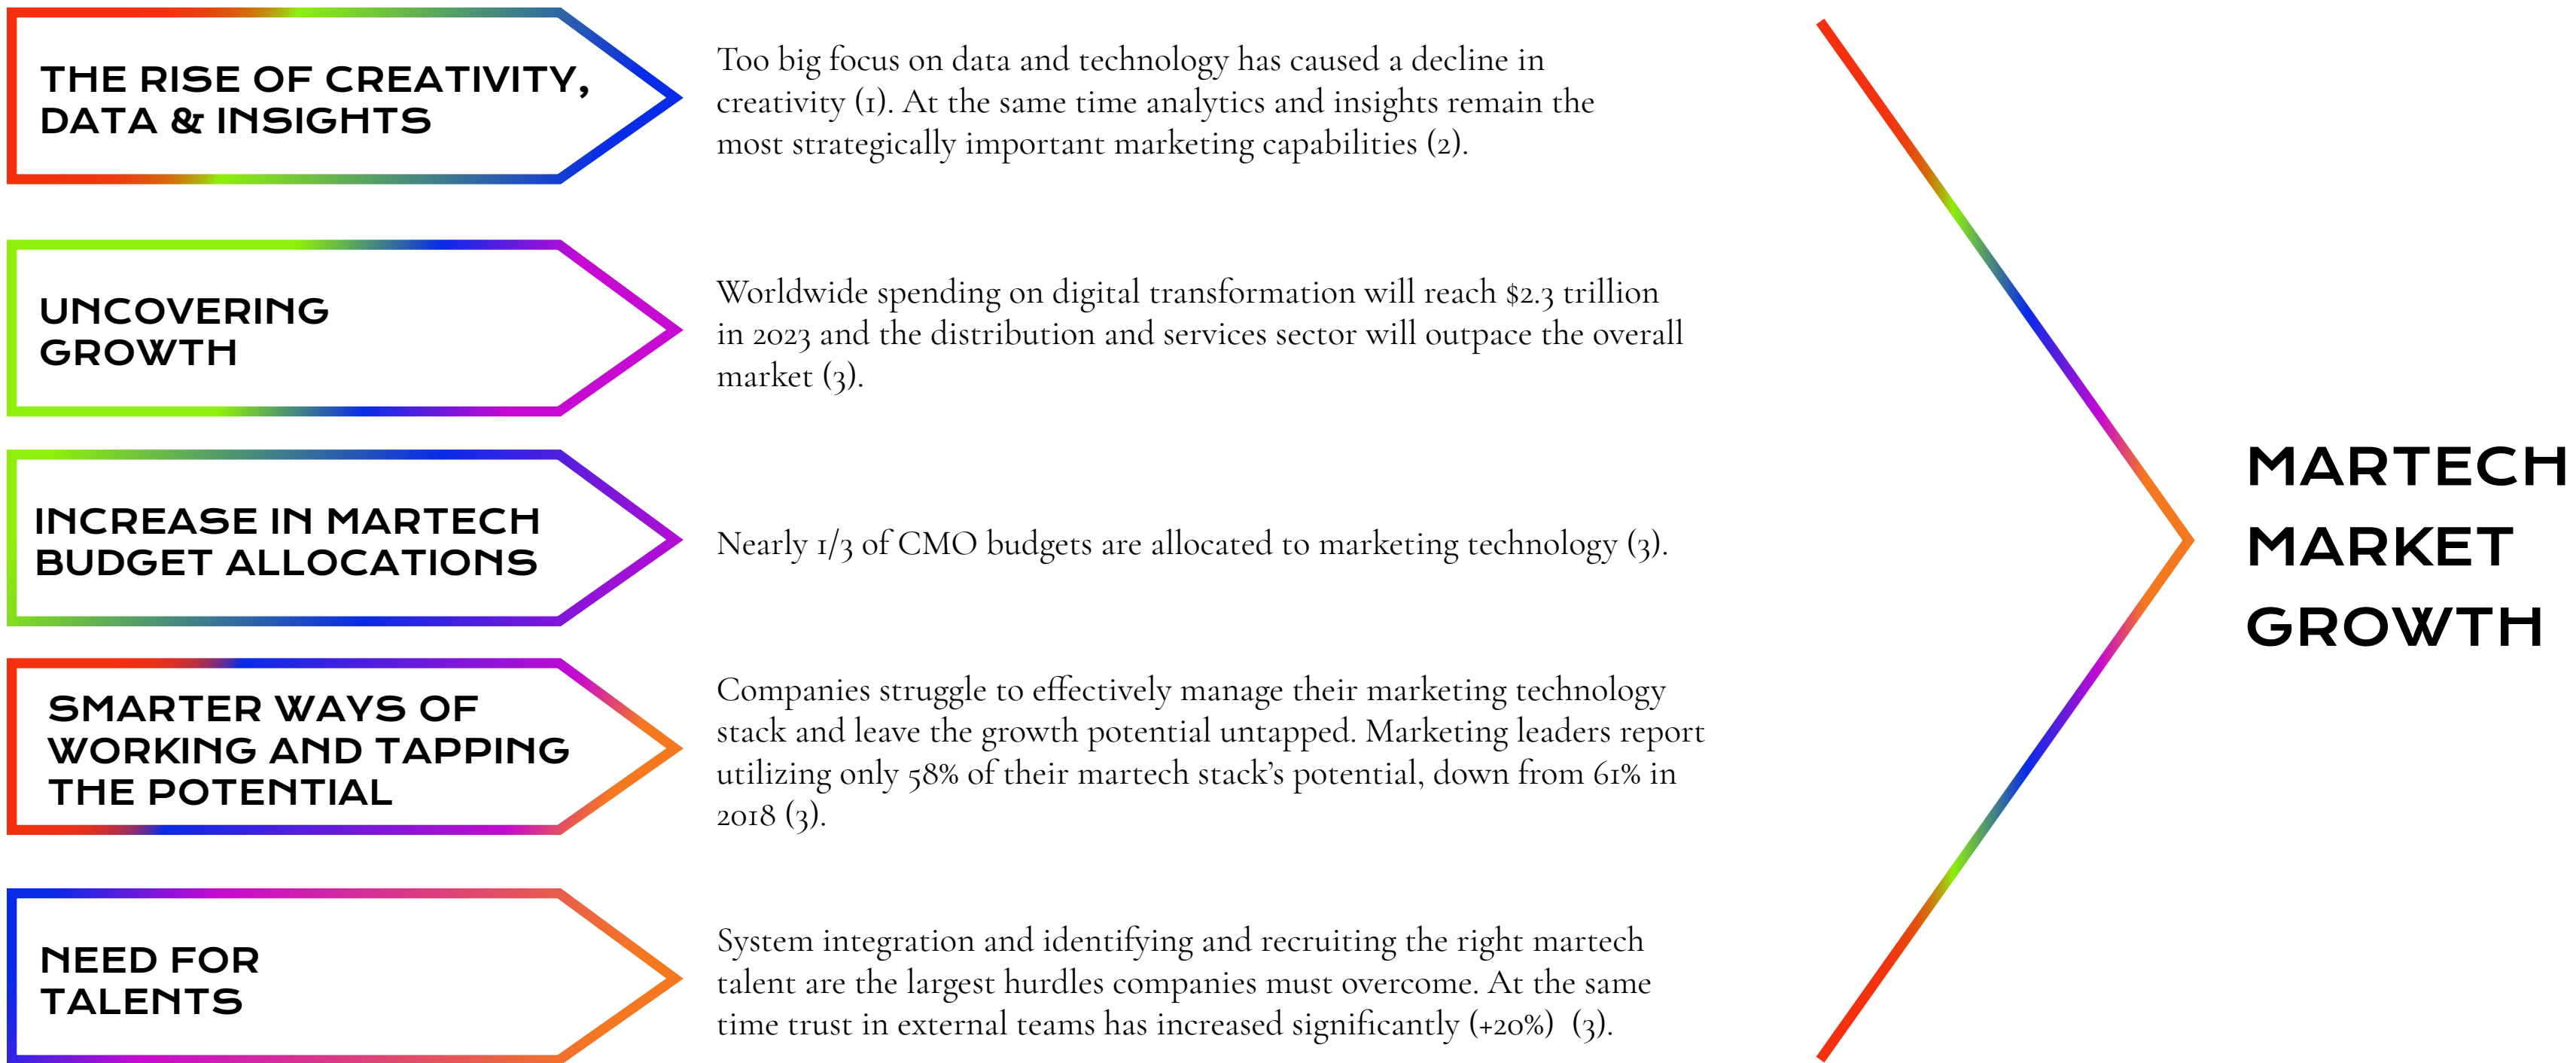 THE RISE OF CREATIVITY,
DATA & INSIGHTS
Too big focus on data and technology has caused a decline in
creativity (1). At the same time analytics and insights remain the
most strategically important marketing capabilities (2).
UNCOVERING
GROWTH
Worldwide spending on digital transformation will reach $2.3 trillion
in 2023 and the distribution and services sector will outpace the overall
market (3).
INCREASE IN MARTECH
BUDGET ALLOCATIONS
Nearly 1/3 of CMO budgets are allocated to marketing technology (3).
SMARTER WAYS OF
WORKING AND TAPPING
THE POTENTIAL
Companies struggle to effectively manage their marketing technology
stack and leave the growth potential untapped. Marketing leaders report
utilizing only 58% of their martech stack’s potential, down from 61% in
2018 (3).
NEED FOR
TALENTS
System integration and identifying and recruiting the right martech
talent are the largest hurdles companies must overcome. At the same
time trust in external teams has increased significantly (+20%)  (3).
MARTECH
MARKET
GROWTH